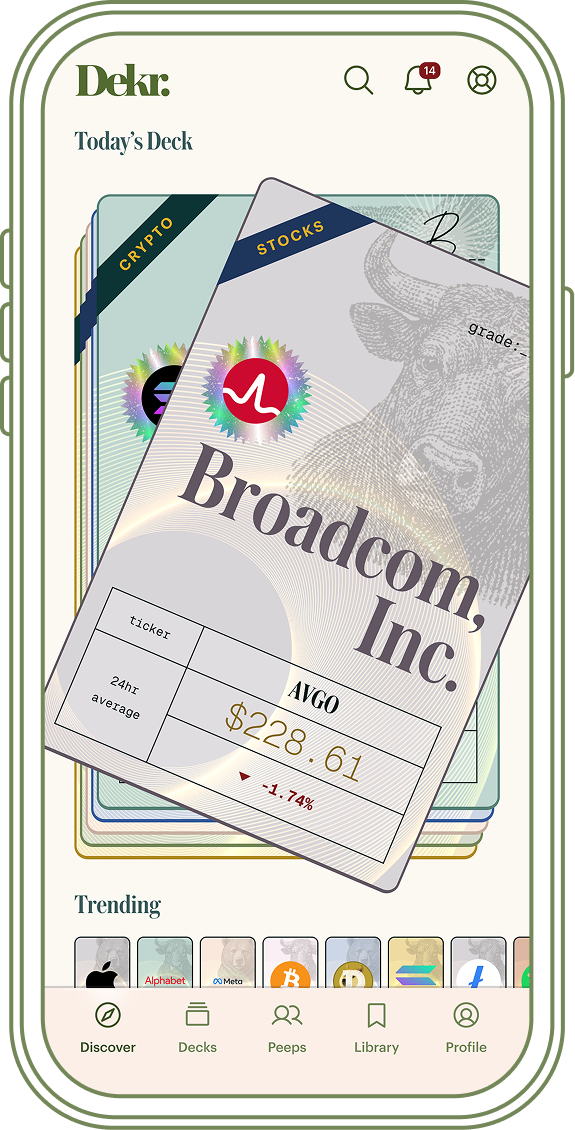 Dekr:
14
Today's Deck
CRYPTO
STOCKS
B
grade:_
Broadcom,
Inc.
ticker
AVGO
24hr
average
$228.61
-1.74%
Trending
Alphabet
Meta
Discover
Decks
Peeps
Library
Profile